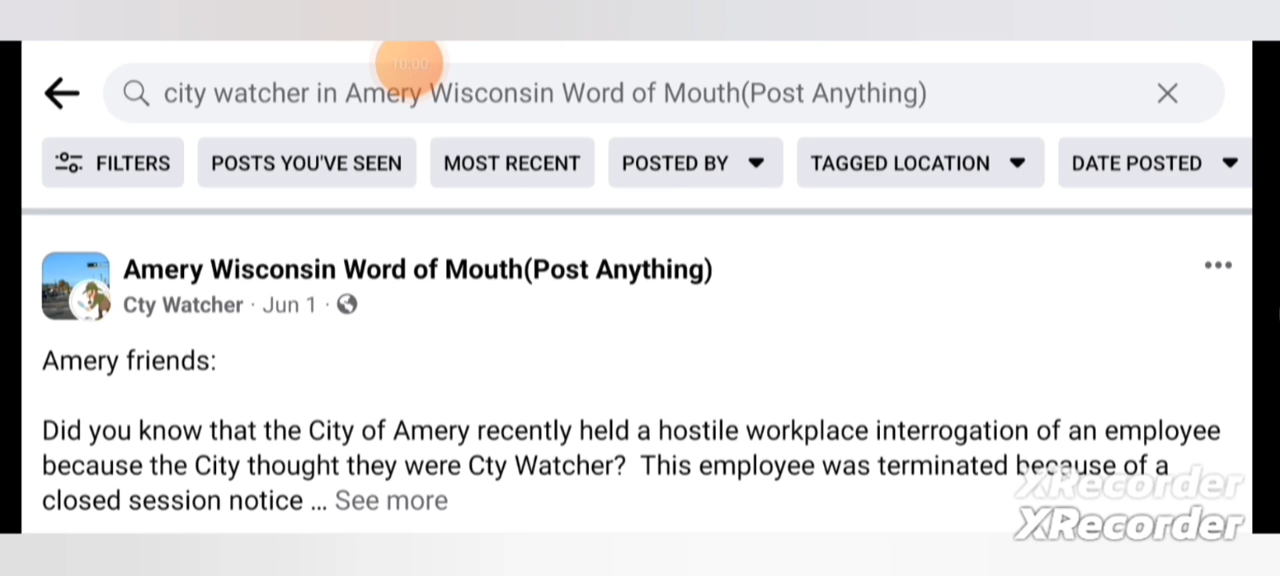 10:00
city watcher in Amery Wisconsin Word of Mouth(Post Anything)
FILTERS POSTS YOU'VE SEEN MOST RECENT POSTED BY TAGGED LOCATION DATE POSTED
Amery Wisconsin Word of Mouth(Post Anything)
Cty Watcher · Jun 1 ·
Amery friends:
Did you know that the City of Amery recently held a hostile workplace interrogation of an employee
because the City thought they were Cty Watcher? This employee was terminated because of a
closed session notice ... See more
XRecorder
XRecorder